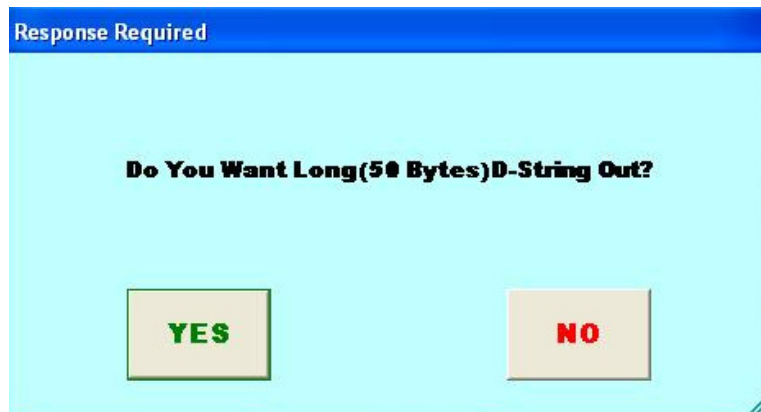 Response Required
Do You Want Long(50 Bytes)D-String Out?
YES
NO